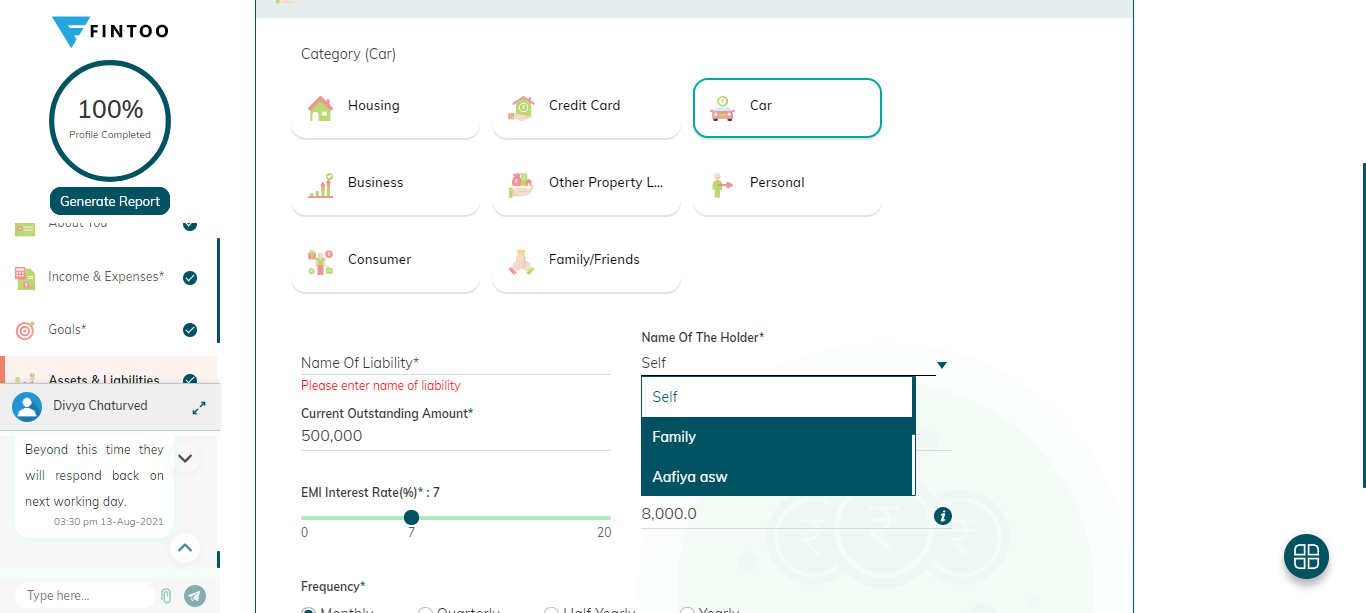 FINTOO
100%
Profile Completed
Generate Report
About You
Income & Expenses*
Goals*
Assets & Liabilities
Divya Chaturved
Beyond this time they
will respond back on
next working day.
03:30 pm 13-Aug-2021
Type here...
Category (Car)
Housing
Credit Card
Car
Business
Other Property L...
Personal
Consumer
Family/Friends
Name Of Liability*
Please enter name of liability
Name Of The Holder*
Self
Self
Family
Aafiya asw
Current Outstanding Amount*
500,000
EMI Interest Rate(%)* : 7
0
7
20
8,000.0
Frequency*
Monthly
Quarterly
Half Yearly
Yearly